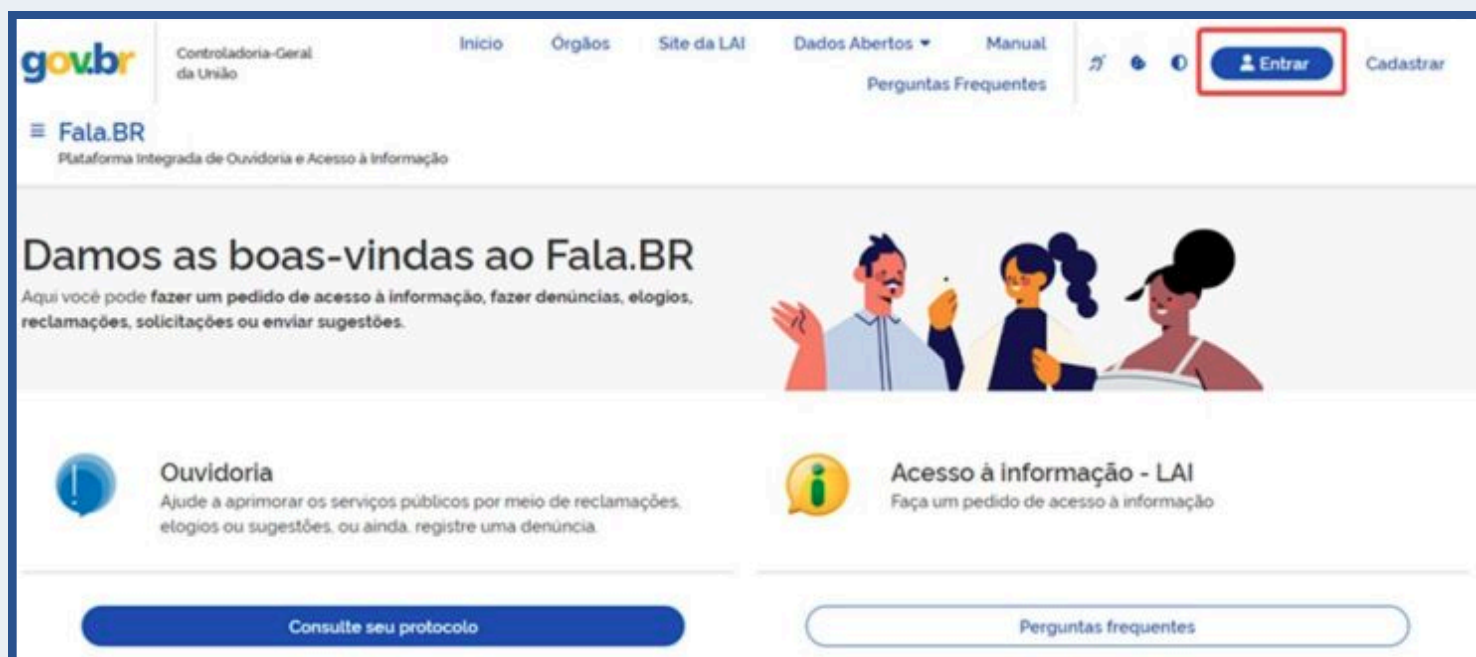 gov.br
Controladoria-Geral
da União
Início Órgãos Site da LAI Dados Abertos Manual
Perguntas Frequentes
Entrar
Cadastrar
Fala.BR
Plataforma Integrada de Ouvidoria e Acesso à Informação
Damos as boas-vindas ao Fala.BR
Aqui você pode fazer um pedido de acesso à informação, fazer denúncias, elogios,
reclamações, solicitações ou enviar sugestões.
Ouvidoria
Ajude a aprimorar os serviços públicos por meio de reclamações,
elogios ou sugestões, ou ainda, registre uma denúncia.
Consulte seu protocolo
Acesso à informação - LAI
Faça um pedido de acesso à informação
Perguntas frequentes